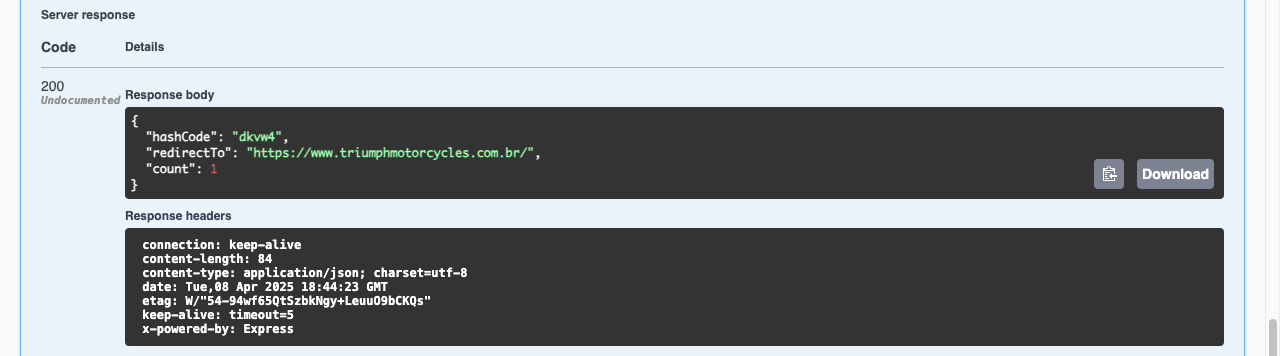 Server response
Code Details
200
Undocumented
Response body
{
"hashCode": "dkvw4",
"redirectTo": "https://www.triumphmotorcycles.com.br/",
"count": 1
}
Download
Response headers
connection: keep-alive
content-length: 84
content-type: application/json; charset=utf-8
date: Tue,08 Apr 2025 18:44:23 GMT
etag: W/"54-94wf65QtSzbkNgy+LeuuO9bCKQs"
keep-alive: timeout=5
x-powered-by: Express